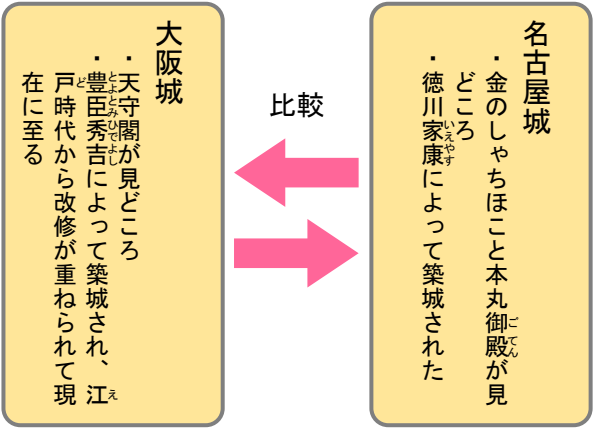 名古屋城
・金のしゃちほこと本丸御殿が見
どころ
・徳川家康によって築城された
比較
大阪城
・天守閣が見どころ
・豊臣秀吉によって築城され、江
戸時代から改修が重ねられて現
在に至る